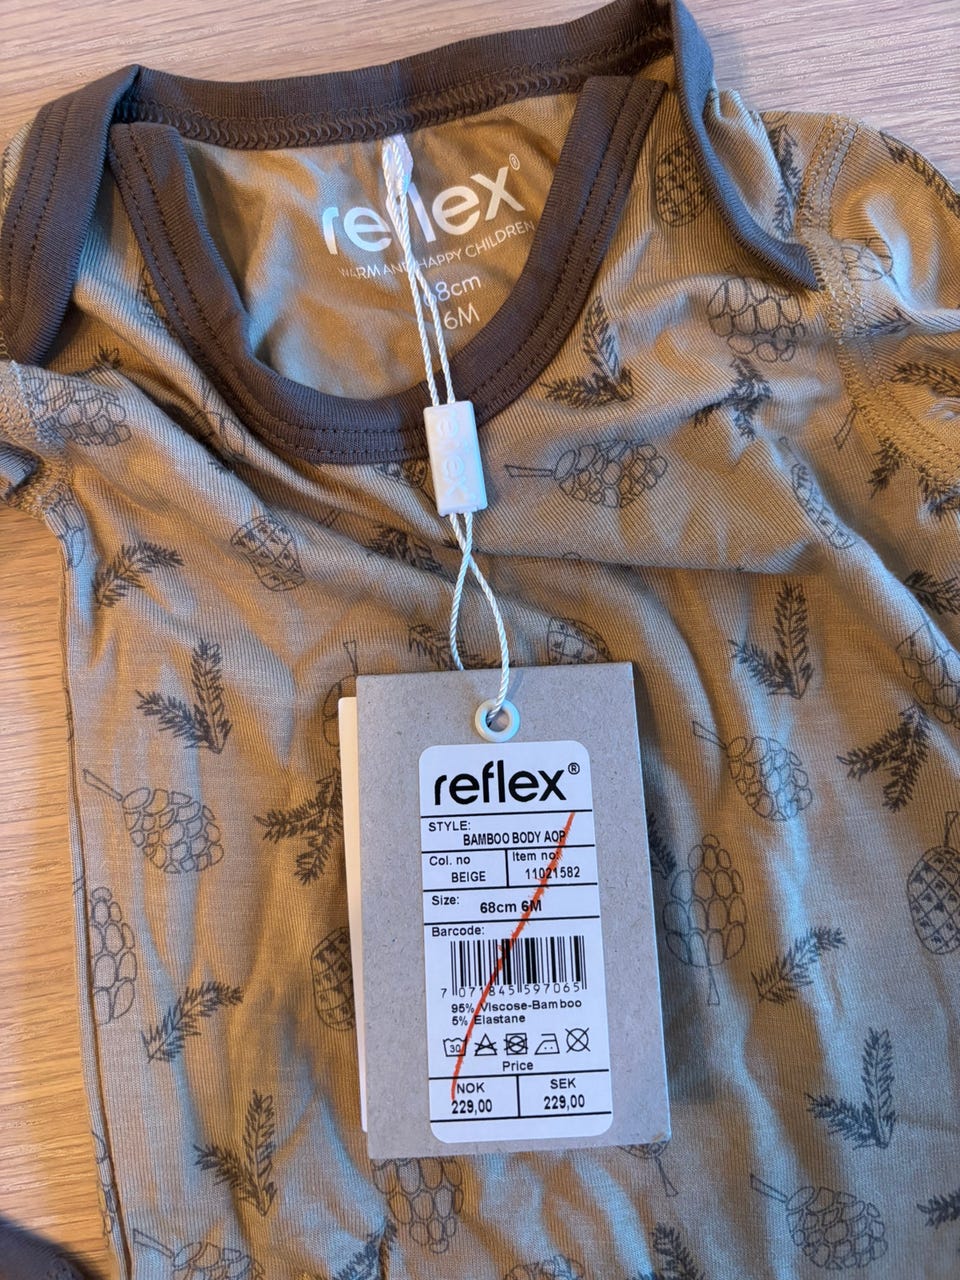 reflex®
WARM AND HAPPY CHILDREN
68cm
6M
reflex®
STYLE:
BAMBOO BODY AOP
Col. no
BEIGE
Item no:
11021582
Size:
68cm 6M
Barcode:
7 071845 597065
95% Viscose-Bamboo
5% Elastane
30
Price
NOK
229,00
SEK
229,00